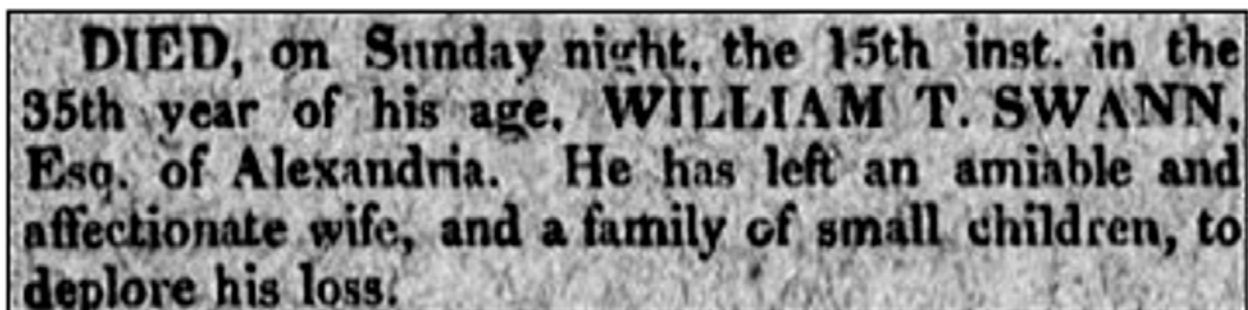 DIED, on Sunday night, the 15th inst. in the
35th year of his age, WILLIAM T. SWANN,
Esq. of Alexandria. He has left an amiable and
affectionate wife, and a family of small children, to
deplore his loss.